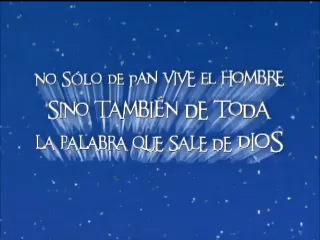 NO SÓLO DE PAN VIVE EL HOMBRE
SINO TAMBIÉN DE TODA
LA PALABRA QUE SALE DE DIOS